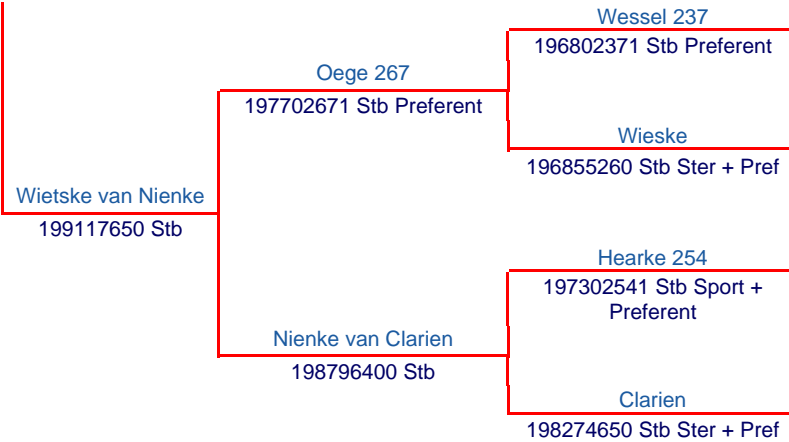 Wessel 237
196802371 Stb Preferent
Oege 267
197702671 Stb Preferent
Wieske
196855260 Stb Ster + Pref
Wietske van Nienke
199117650 Stb
Hearke 254
197302541 Stb Sport +
Preferent
Nienke van Clarien
198796400 Stb
Clarien
198274650 Stb Ster + Pref